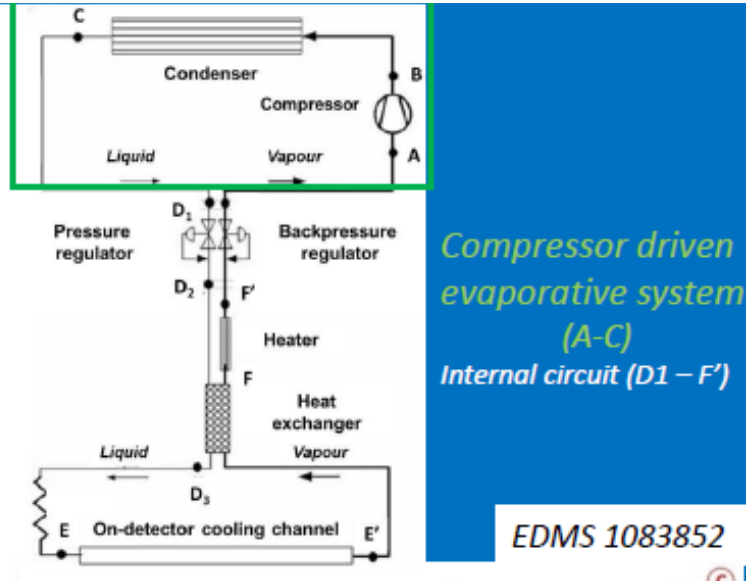 C
Condenser
B
Compressor
A
Liquid
Vapour
D1
Pressure
regulator
Backpressure
regulator
D2
F'
Heater
F
Heat
exchanger
Liquid
Vapour
D3
E
On-detector cooling channel
E'
Compressor driven
evaporative system
(A-C)
Internal circuit (D1 – F')
EDMS 1083852